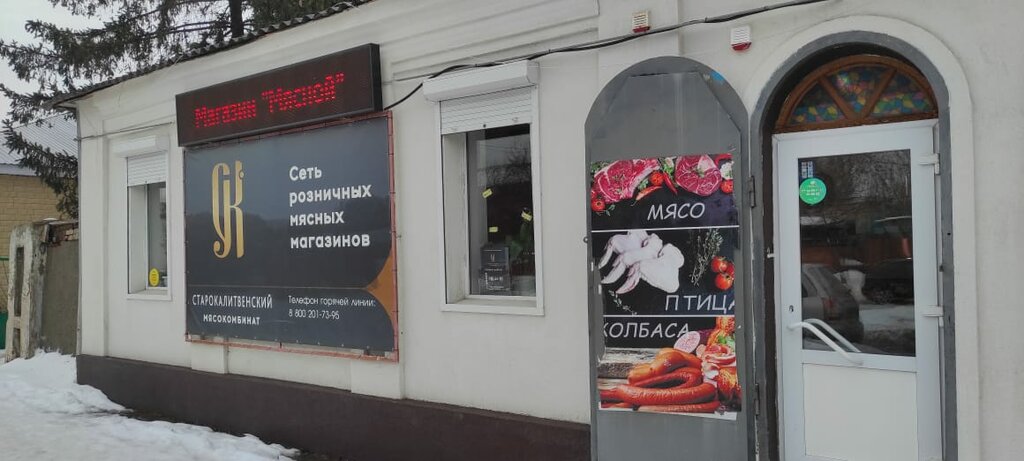 Магазин "Мясной"
СК
Сеть
розничных
мясных
магазинов
СТАРОКАЛИТВЕНСКИЙ
МЯСОКОМБИНАТ
Телефон горячей линии:
8 800 201-73-95
МЯСО
ПТИЦА
КОЛБАСА